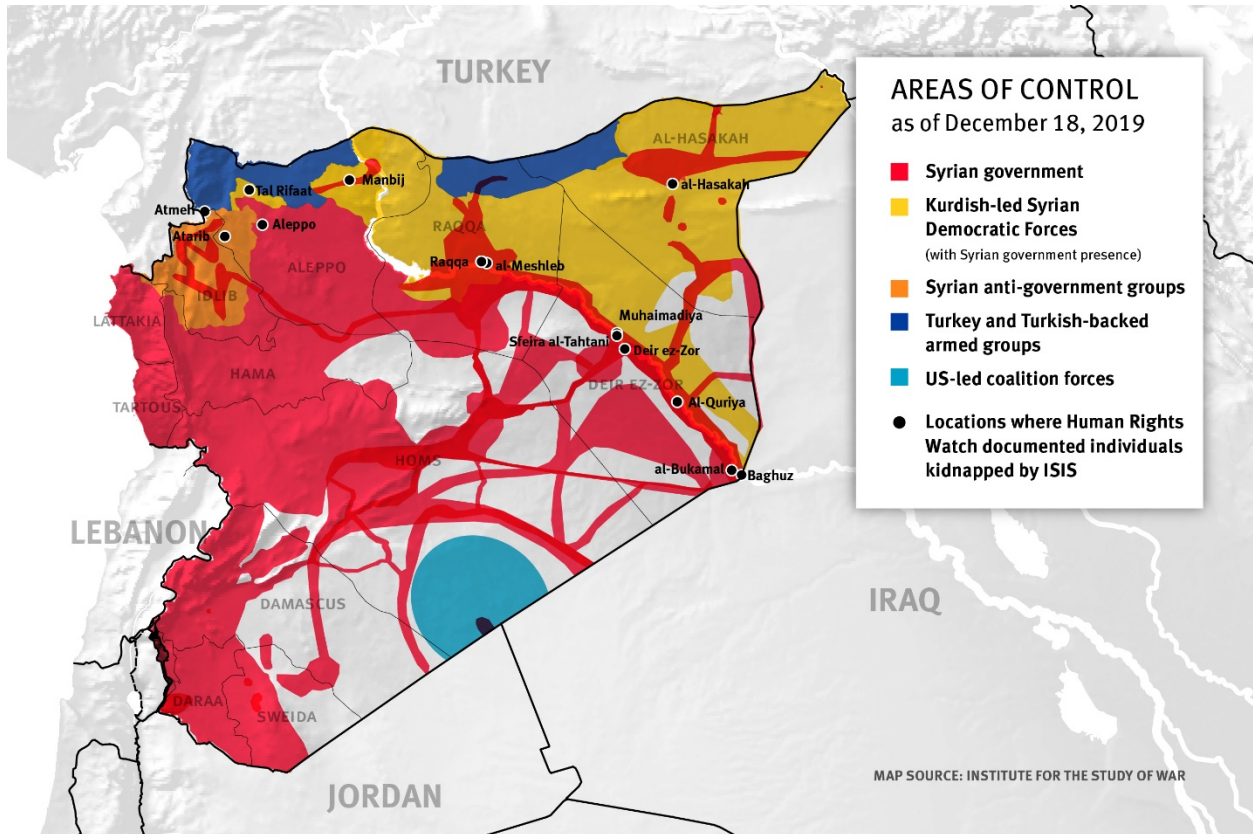 TURKEY
AL-HASAKAH
Manbij
Tal Rifaat
al-Hasakah
Atmeh
Aleppo
Atarib
RAQQA
Raqqa
al-Meshleb
ALEPPO
IDLIB
LATTAKIA
Muhaimadiya
Sfeira al-Tahtani
Deir ez-Zor
HAMA
DEIR EZ-ZOR
TARTOUS
Al-Quriya
HOMS
al-Bukamal
Baghuz
LEBANON
DAMASCUS
IRAQ
DARAA
SWEIDA
JORDAN
AREAS OF CONTROL
as of December 18, 2019
Syrian government
Kurdish-led Syrian
Democratic Forces
(with Syrian government presence)
Syrian anti-government groups
Turkey and Turkish-backed
armed groups
US-led coalition forces
Locations where Human Rights
Watch documented individuals
kidnapped by ISIS
MAP SOURCE: INSTITUTE FOR THE STUDY OF WAR